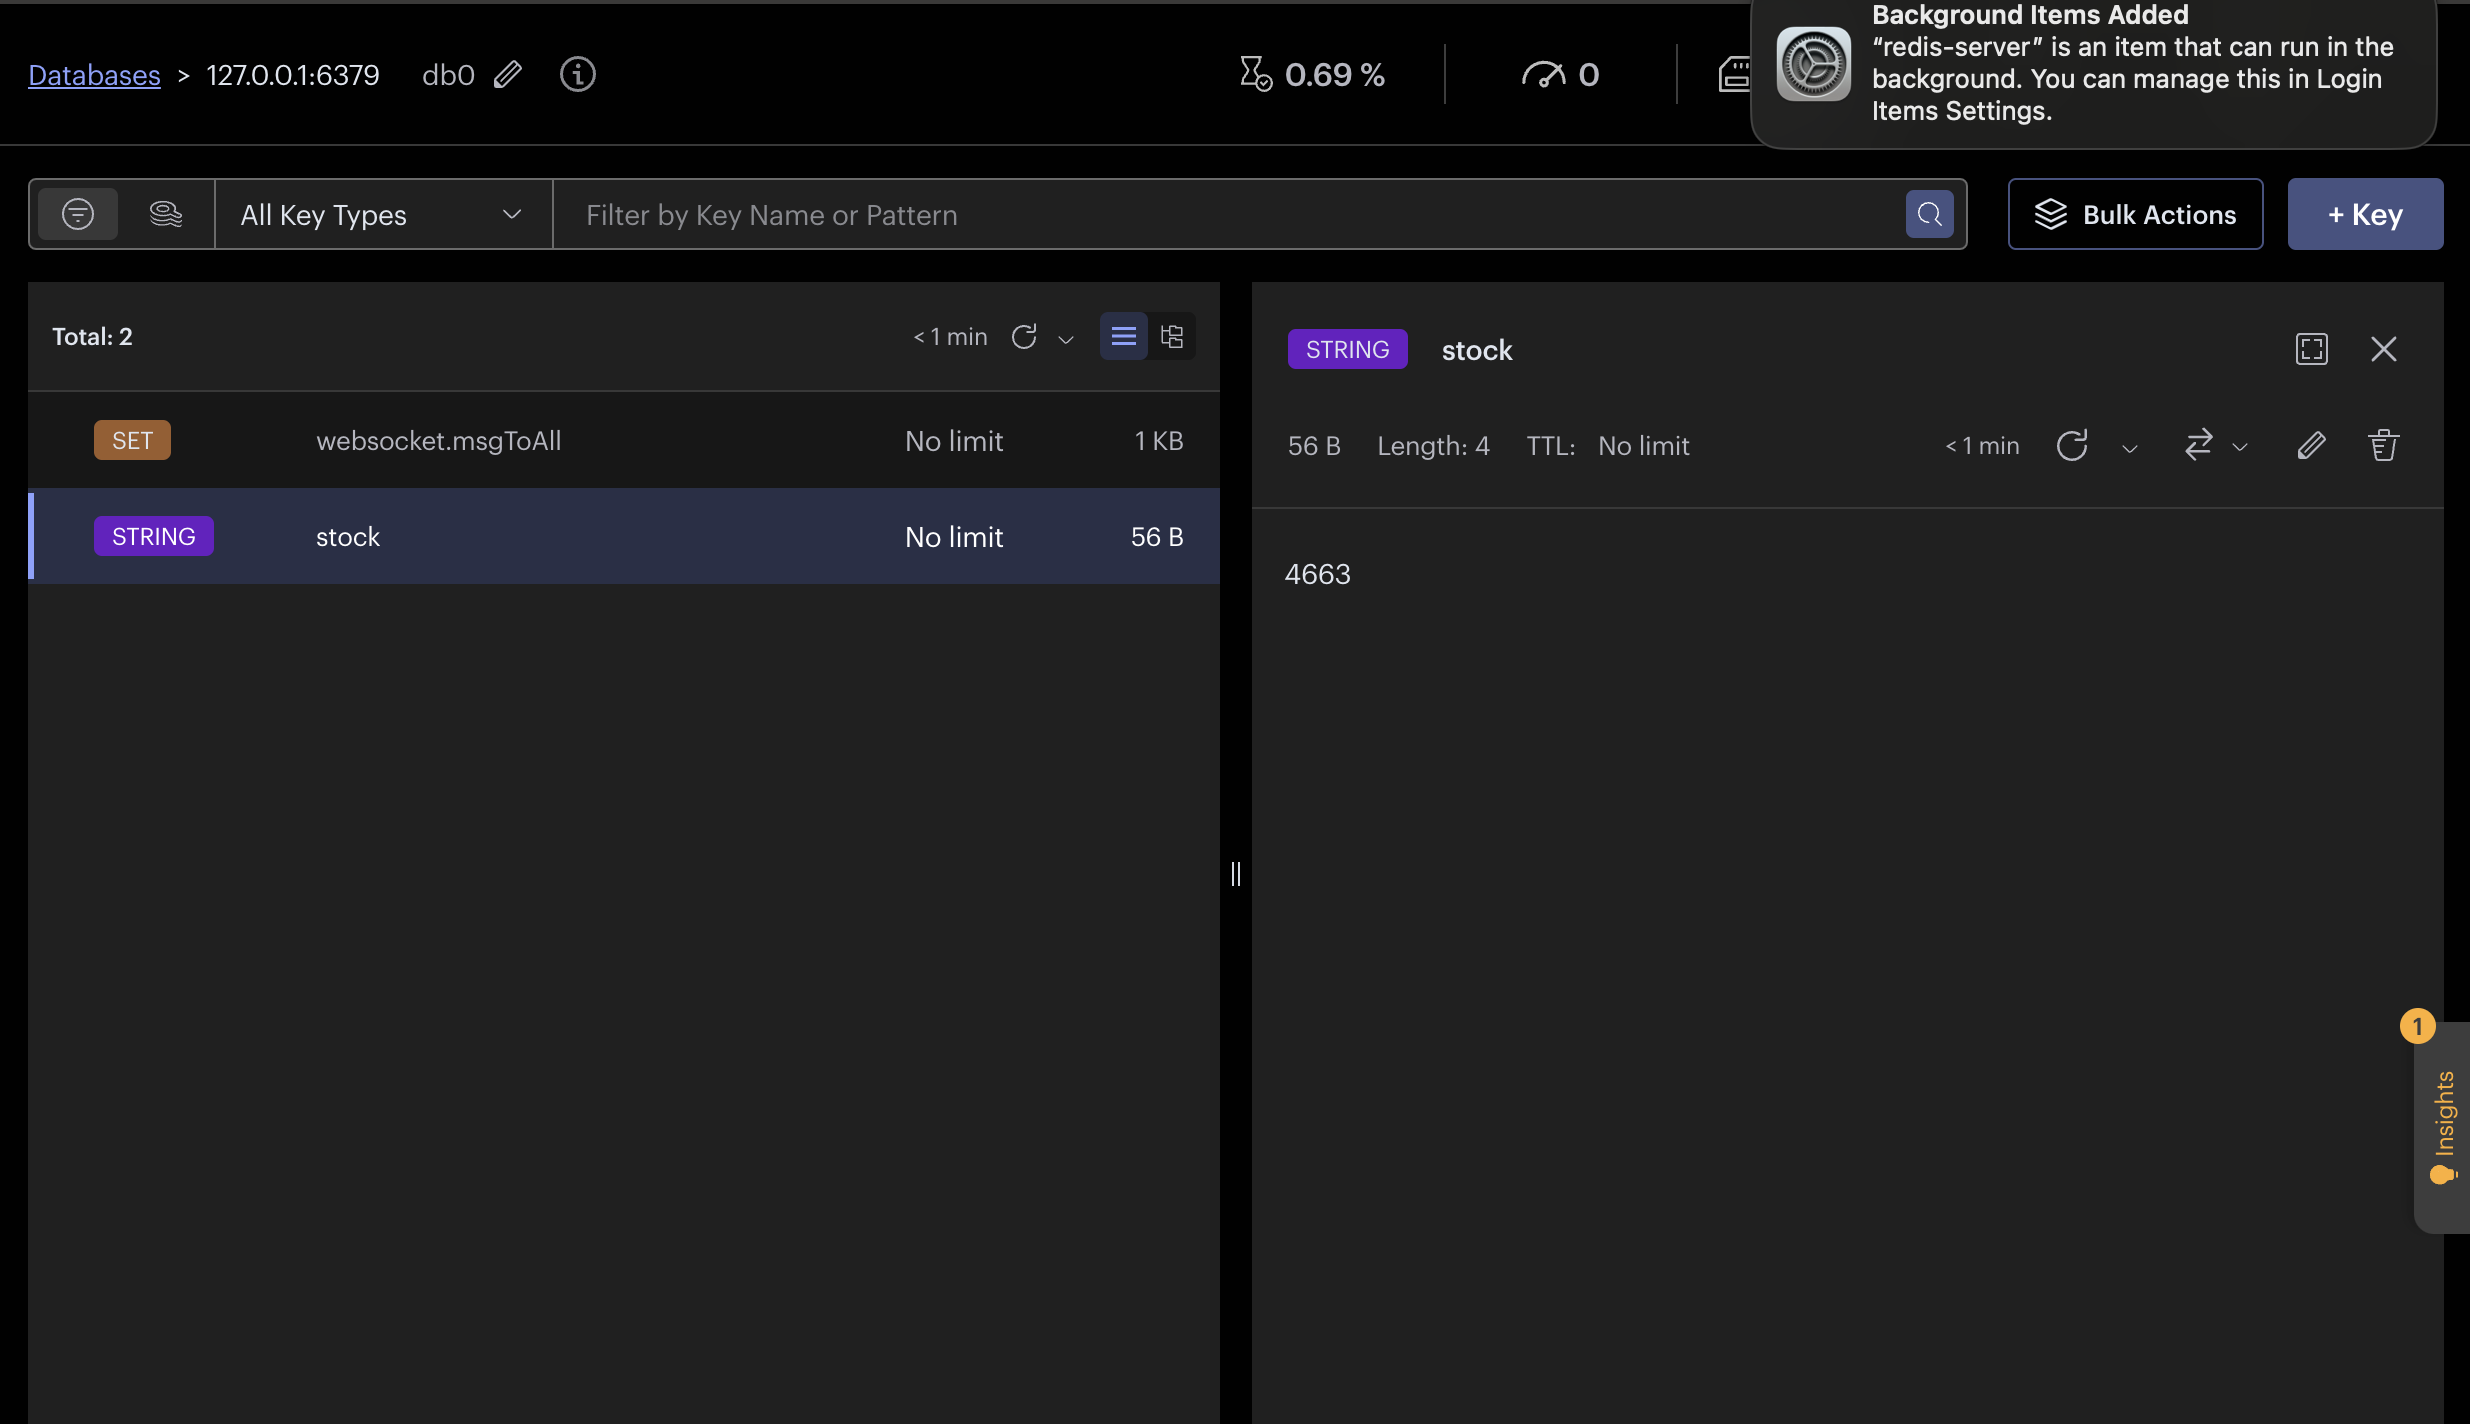 Background Items Added
“redis-server” is an item that can run in the
background. You can manage this in Login
Items Settings.
Databases > 127.0.0.1:6379 db0
0.69 %
0
All Key Types
Filter by Key Name or Pattern
Bulk Actions
+ Key
Total: 2
< 1 min
SET websocket.msgToAll No limit 1 KB
STRING stock No limit 56 B
STRING stock
56 B Length: 4 TTL: No limit
< 1 min
4663
1
Insights